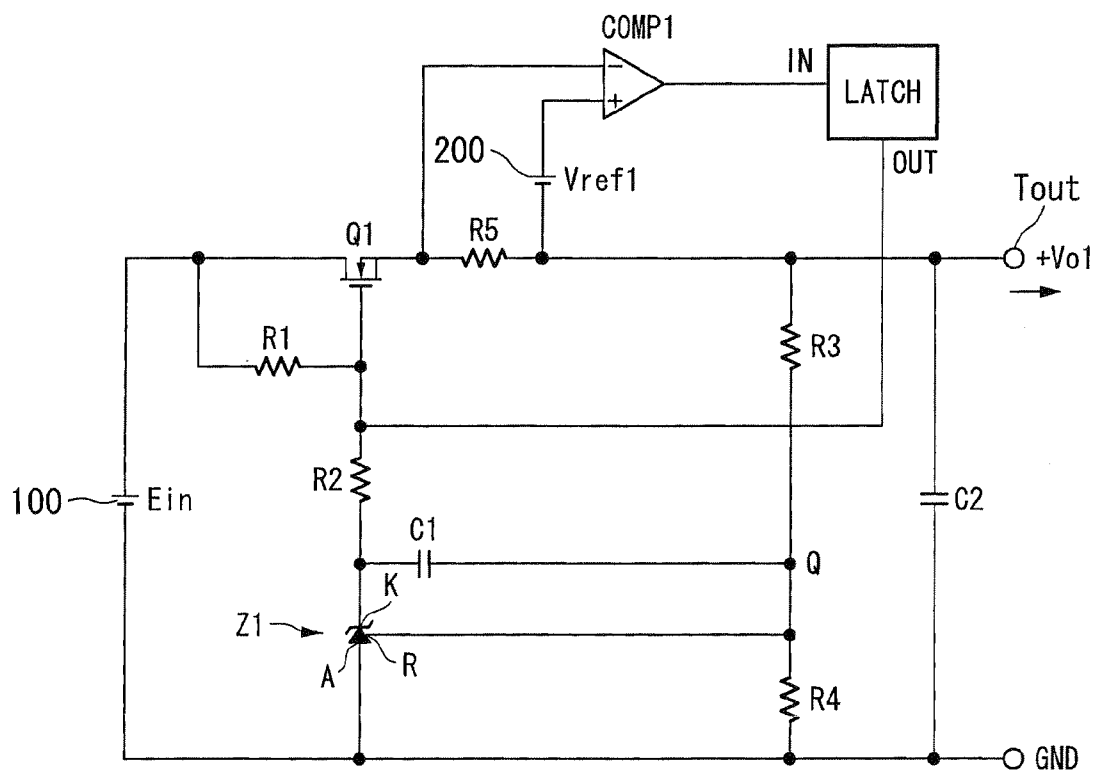 COMP1
IN
LATCH
−
+
200
Vref1
OUT
Tout
Q1
R5
+Vo1
R1
R3
R2
100
Ein
C1
C2
Q
K
Z1
A
R
R4
GND